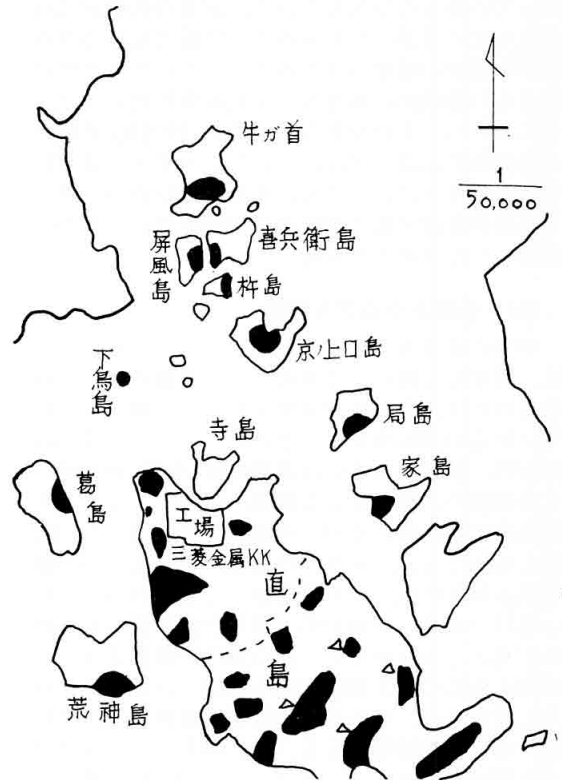 牛が首
1
50,000
屏風島
喜兵衛島
杵島
京ノ上口島
下烏島
局島
寺島
家島
葛島
工場
三菱金属KK
直島
荒神島